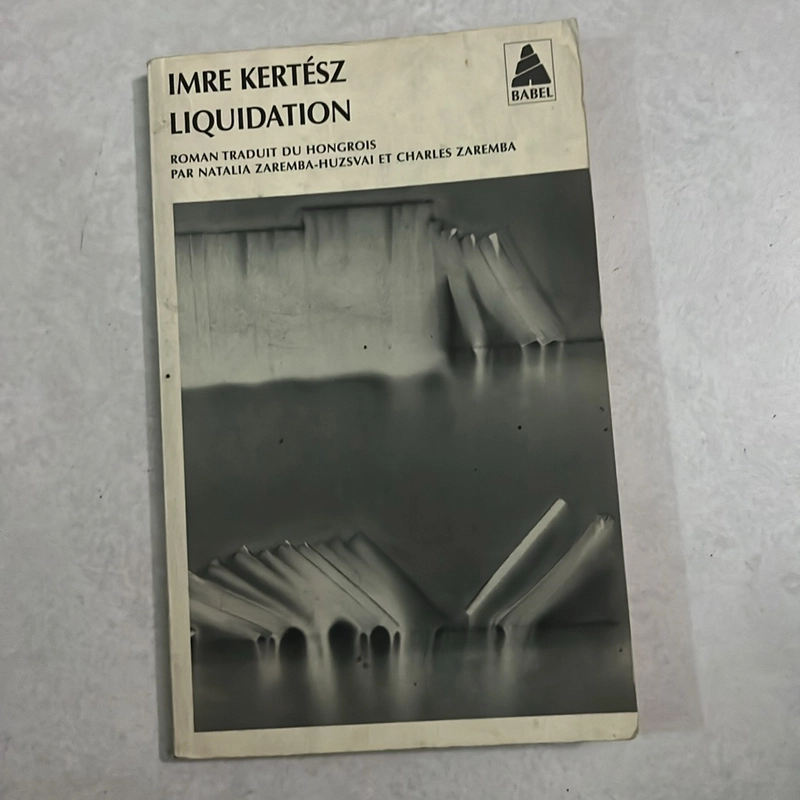 IMRE KERTÉSZ
LIQUIDATION
BABEL
ROMAN TRADUIT DU HONGROIS
PAR NATALIA ZAREMBA-HUZSVAI ET CHARLES ZAREMBA